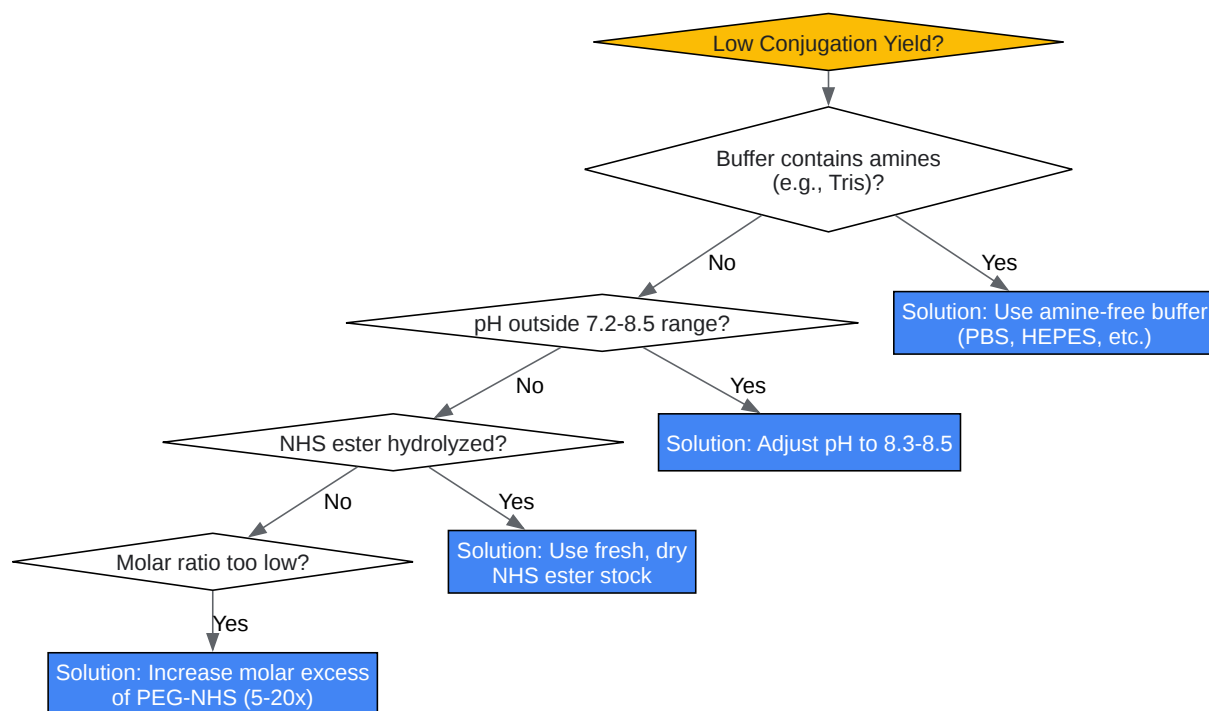 Low Conjugation Yield?
Buffer contains amines
(e.g., Tris)?
No
Yes
Solution: Use amine-free buffer
(PBS, HEPES, etc.)
pH outside 7.2-8.5 range?
No
Yes
Solution: Adjust pH to 8.3-8.5
NHS ester hydrolyzed?
No
Yes
Solution: Use fresh, dry
NHS ester stock
Molar ratio too low?
Yes
Solution: Increase molar excess
of PEG-NHS (5-20x)